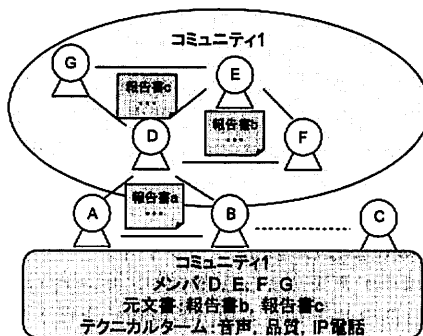 コミュニティ1
G
E
報告書c
・・・
D
報告書b
・・・
F
報告書a
・・・
A
B
C
コミュニティ1
メンバ:D, E, F, G
元文書:報告書b, 報告書c
テクニカルターム:音声, 品質, IP電話